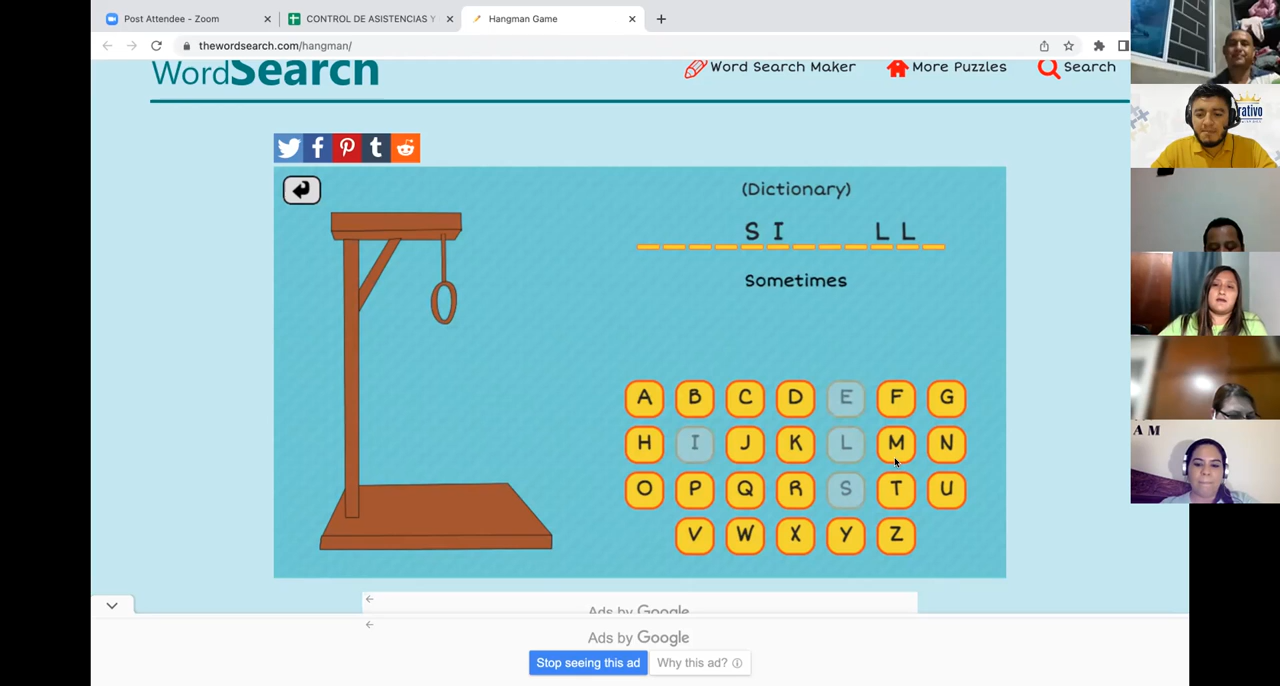 Post Attendee - Zoom
CONTROL DE ASISTENCIAS Y
Hangman Game
thewordsearch.com/hangman/
WordSearch
Word Search Maker
More Puzzles
Search
(Dictionary)
S I L L
Sometimes
A B C D E F G
H I J K L M N
O P Q R S T U
V W X Y Z
Ads by Google
Ads by Google
Stop seeing this ad
Why this ad?
rativo
A M